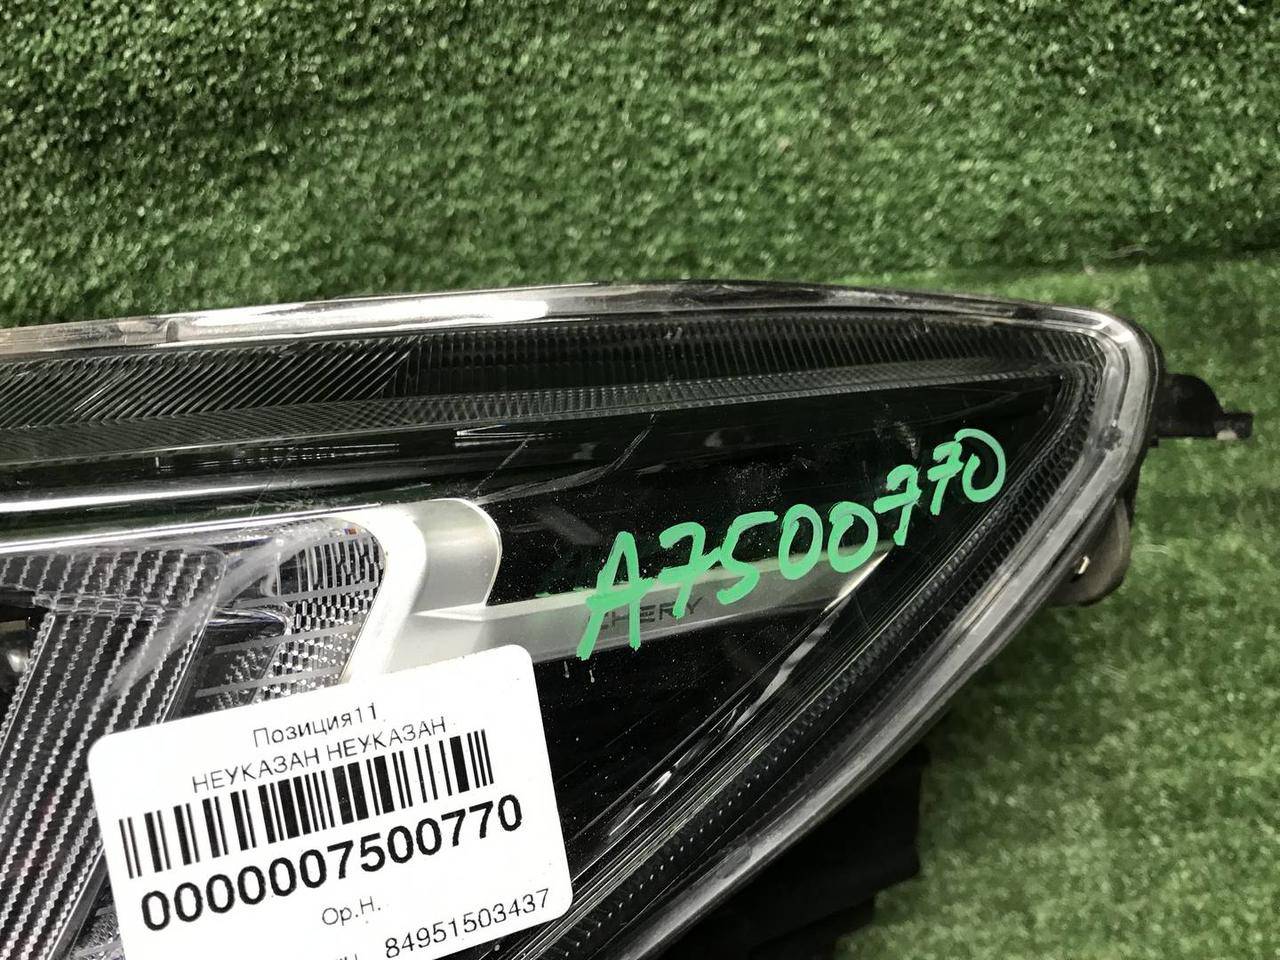 A7500770
CHERY
Позиция11
НЕУКАЗАН НЕУКАЗАН
0000007500770
Ор.Н.
84951503437